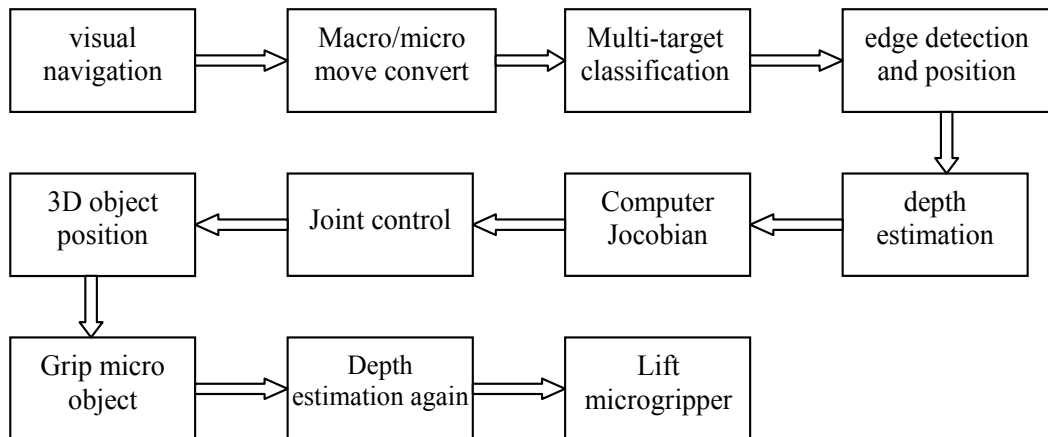 visual
navigation
Macro/micro
move convert
Multi-target
classification
edge detection
and position
3D object
position
Joint control
Computer
Jocobian
depth
estimation
Grip micro
object
Depth
estimation again
Lift
microgripper